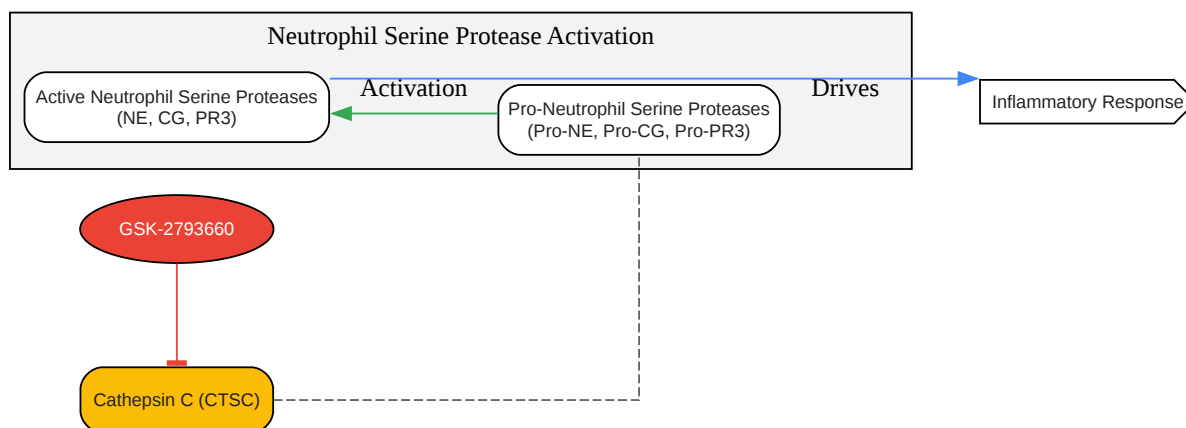 Neutrophil Serine Protease Activation
Active Neutrophil Serine Proteases
(NE, CG, PR3)
Activation
Pro-Neutrophil Serine Proteases
(Pro-NE, Pro-CG, Pro-PR3)
Drives
Inflammatory Response
GSK-2793660
Cathepsin C (CTSC)